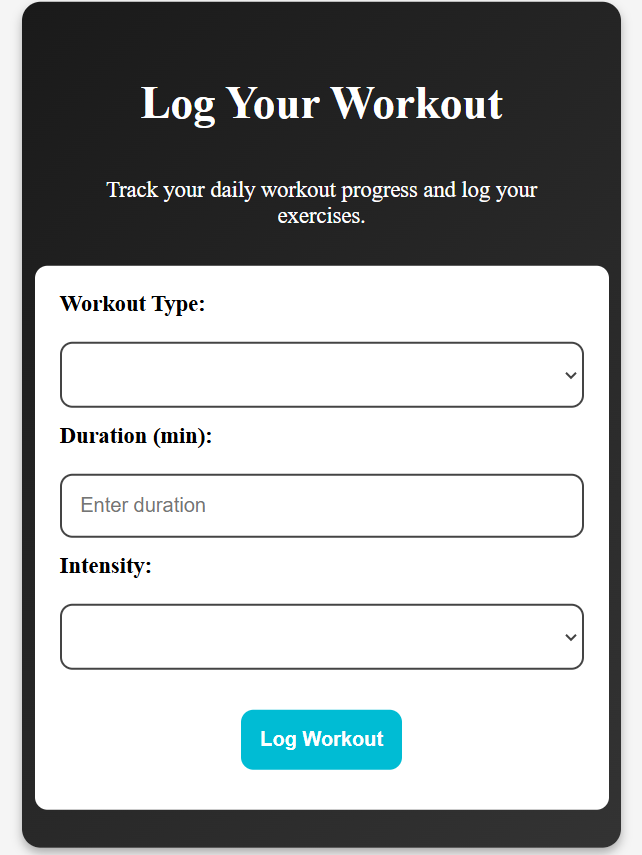 Log Your Workout
Track your daily workout progress and log your
exercises.
Workout Type:
Duration (min):
Enter duration
Intensity:
Log Workout